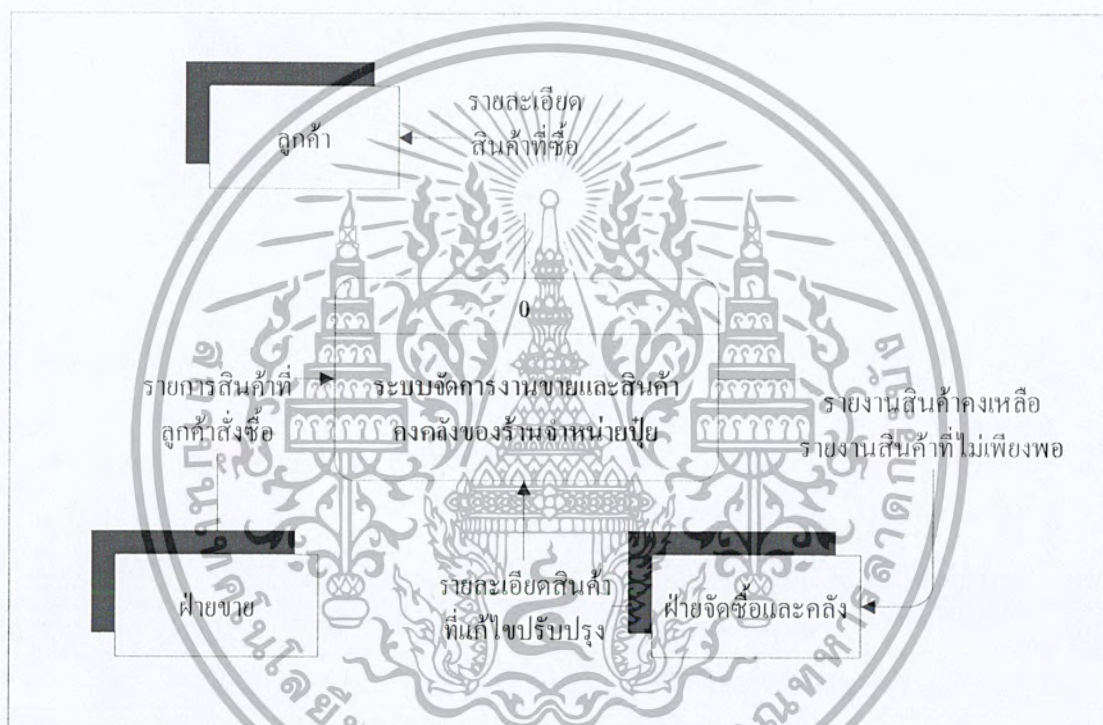 ลูกค้า
รายละเอียด
สินค้าที่ซื้อ
0
รายการสินค้าที่
ลูกค้าสั่งซื้อ
ระบบจัดการงานขายและสินค้า
คงคลังของร้านจำหน่ายปุ๋ย
รายงานสินค้าคงเหลือ
รายงานสินค้าที่ไม่เพียงพอ
ฝ่ายขาย
รายละเอียดสินค้า
ที่แก้ไขปรับปรุง
ฝ่ายจัดซื้อและคลัง